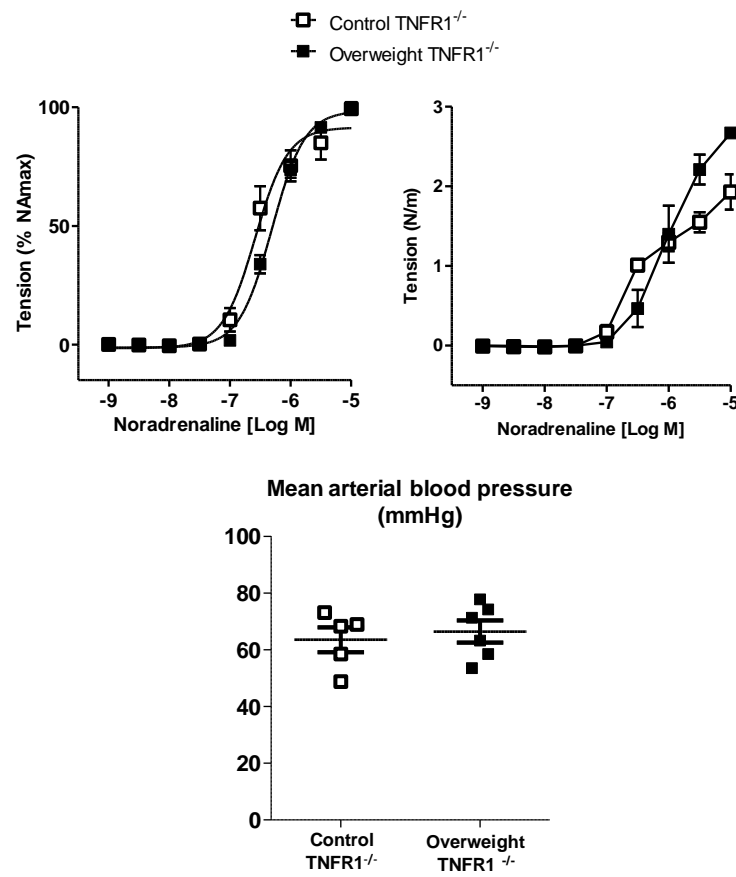 Control TNFR1-/-
Overweight TNFR1-/-
Tension (% NAmax)
100
50
0
-9 -8 -7 -6 -5
Noradrenaline [Log M]
Tension (N/m)
3
2
1
0
-9 -8 -7 -6 -5
Noradrenaline [Log M]
Mean arterial blood pressure
(mmHg)
100
80
60
40
20
0
Control
TNFR1-/-
Overweight
TNFR1 -/-